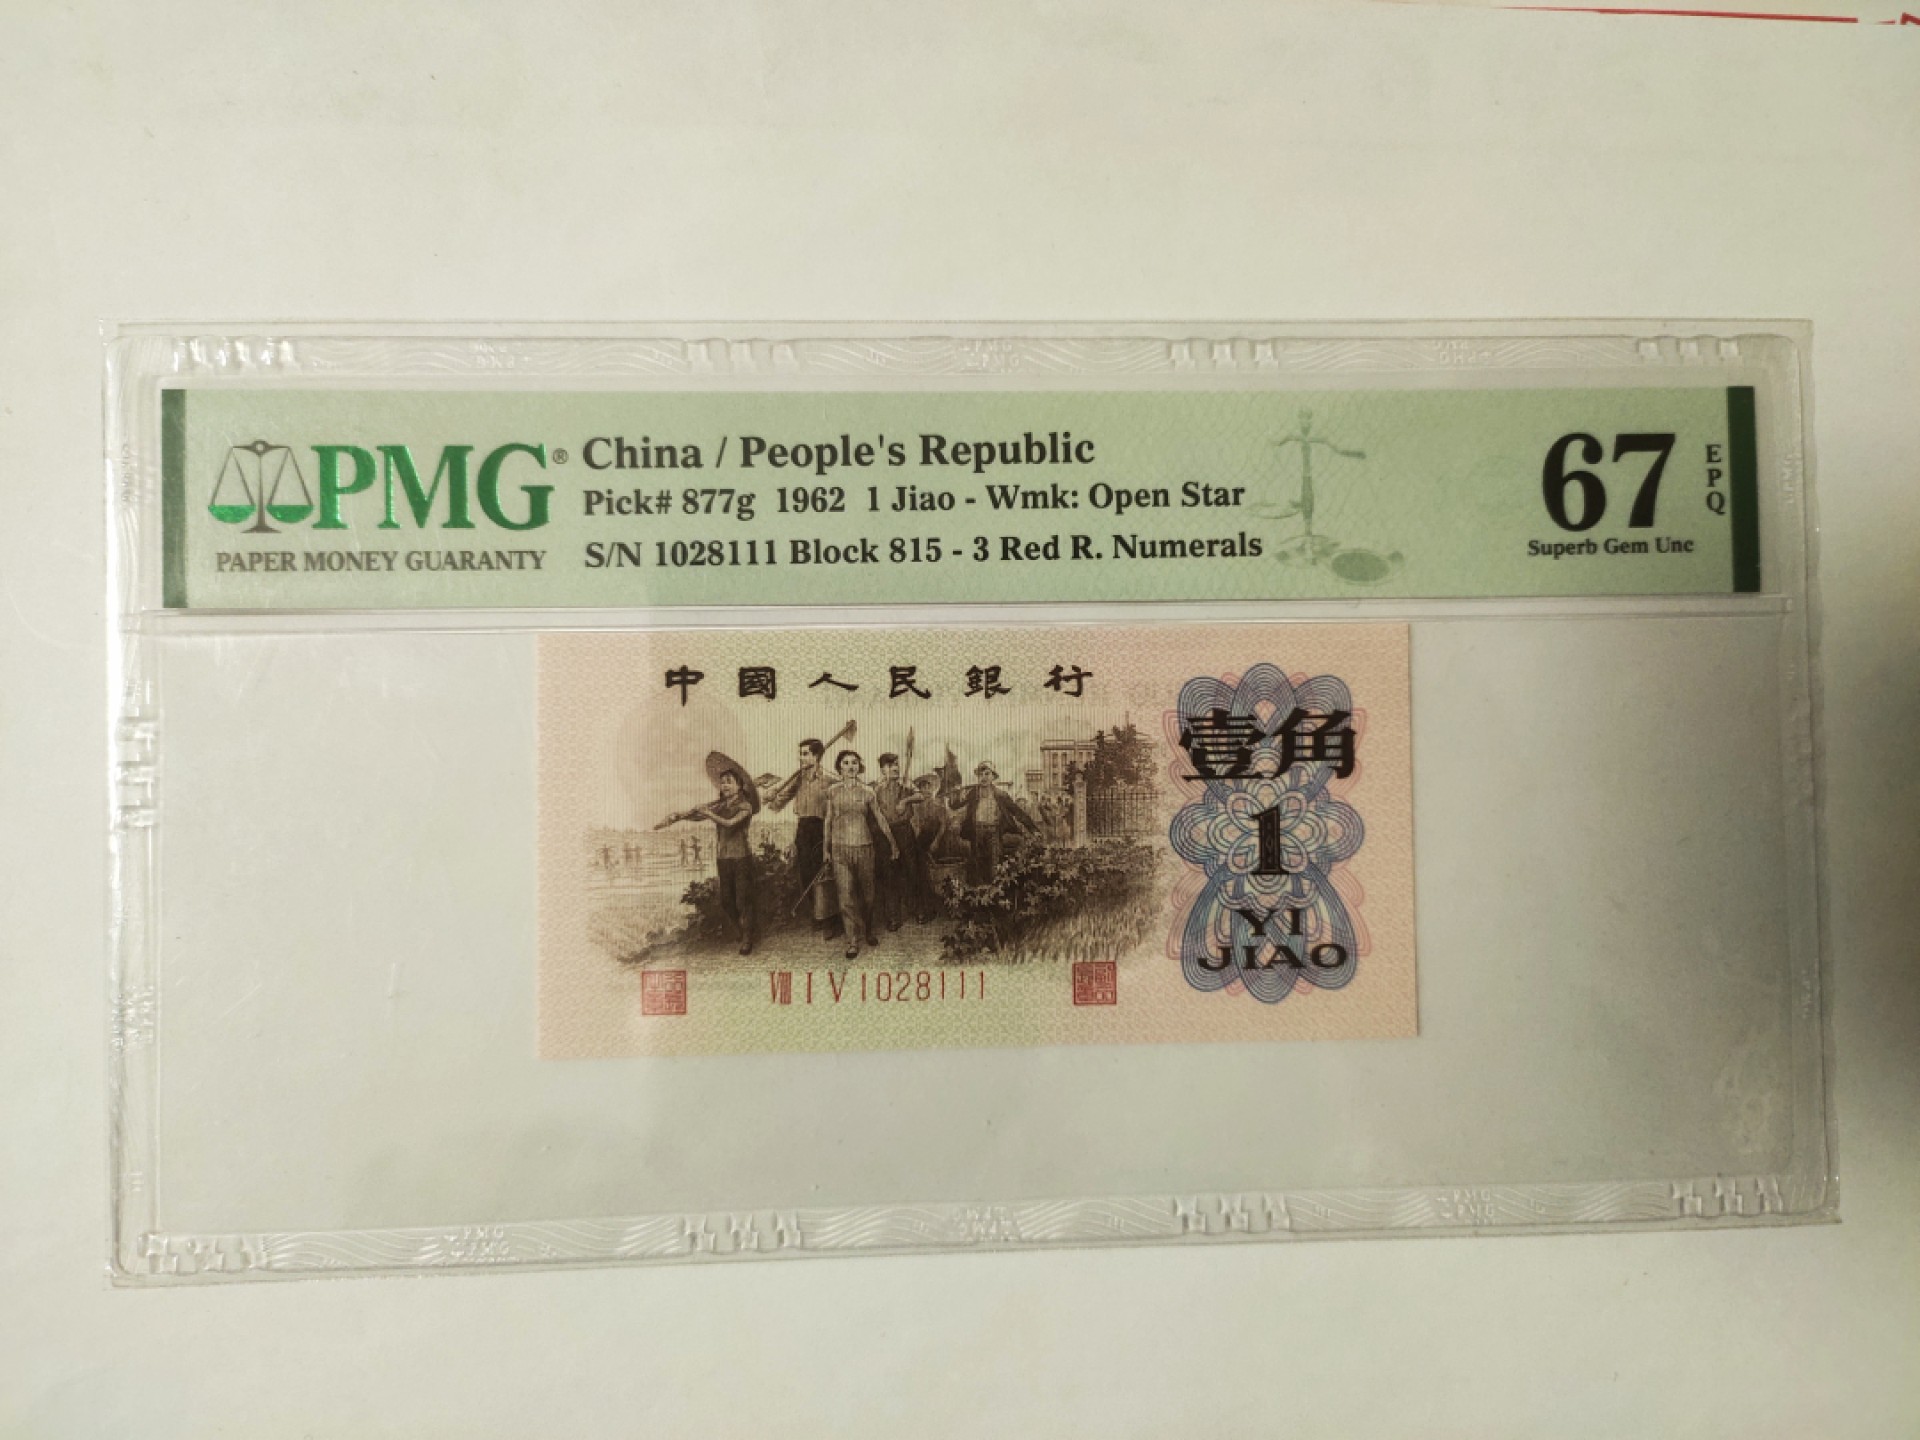 PMG®
PAPER MONEY GUARANTY
China / People's Republic
Pick# 877g 1962 1 Jiao - Wmk: Open Star
S/N 1028111 Block 815 - 3 Red R. Numerals
67
EPQ
Superb Gem Unc
中國人民銀行
壹角
1
YI
JIAO
VIII I V 1028111